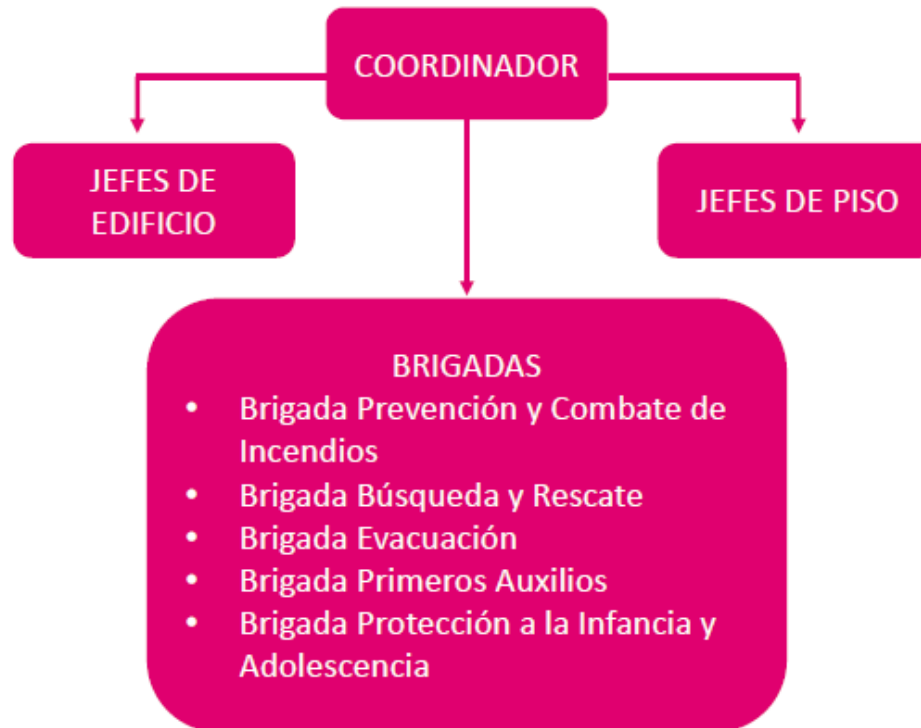 COORDINADOR
JEFES DE
EDIFICIO
JEFES DE PISO
BRIGADAS
• Brigada Prevención y Combate de
Incendios
• Brigada Búsqueda y Rescate
• Brigada Evacuación
• Brigada Primeros Auxilios
• Brigada Protección a la Infancia y
Adolescencia